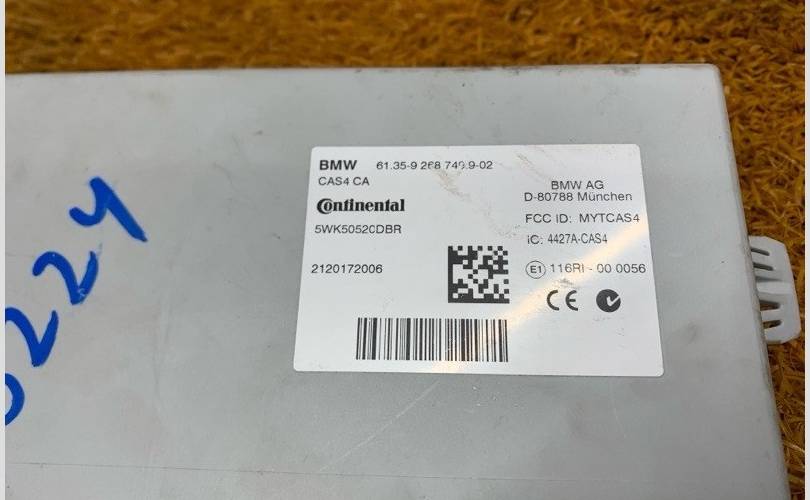 BMW 61.35-9 268 749.9-02
CAS4 CA
Continental
5WK50520DBR
2120172006
BMW AG
D-80788 München
FCC ID: MYTCAS4
IC: 4427A-CAS4
E1 116RI - 00 0056
CE
224